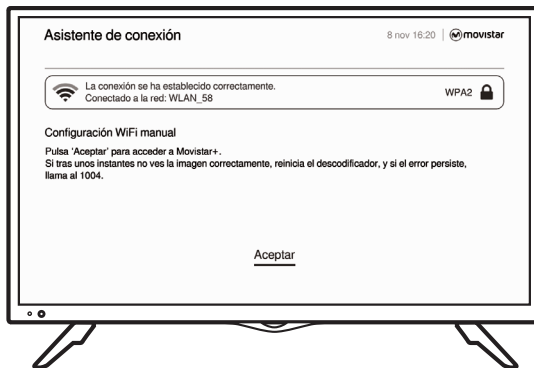 Asistente de conexión
8 nov 16:20 | movistar
La conexión se ha establecido correctamente.
Conectado a la red: WLAN_58
WPA2
Configuración WiFi manual
Pulsa 'Aceptar' para acceder a Movistar+.
Si tras unos instantes no ves la imagen correctamente, reinicia el descodificador, y si el error persiste,
llama al 1004.
Aceptar